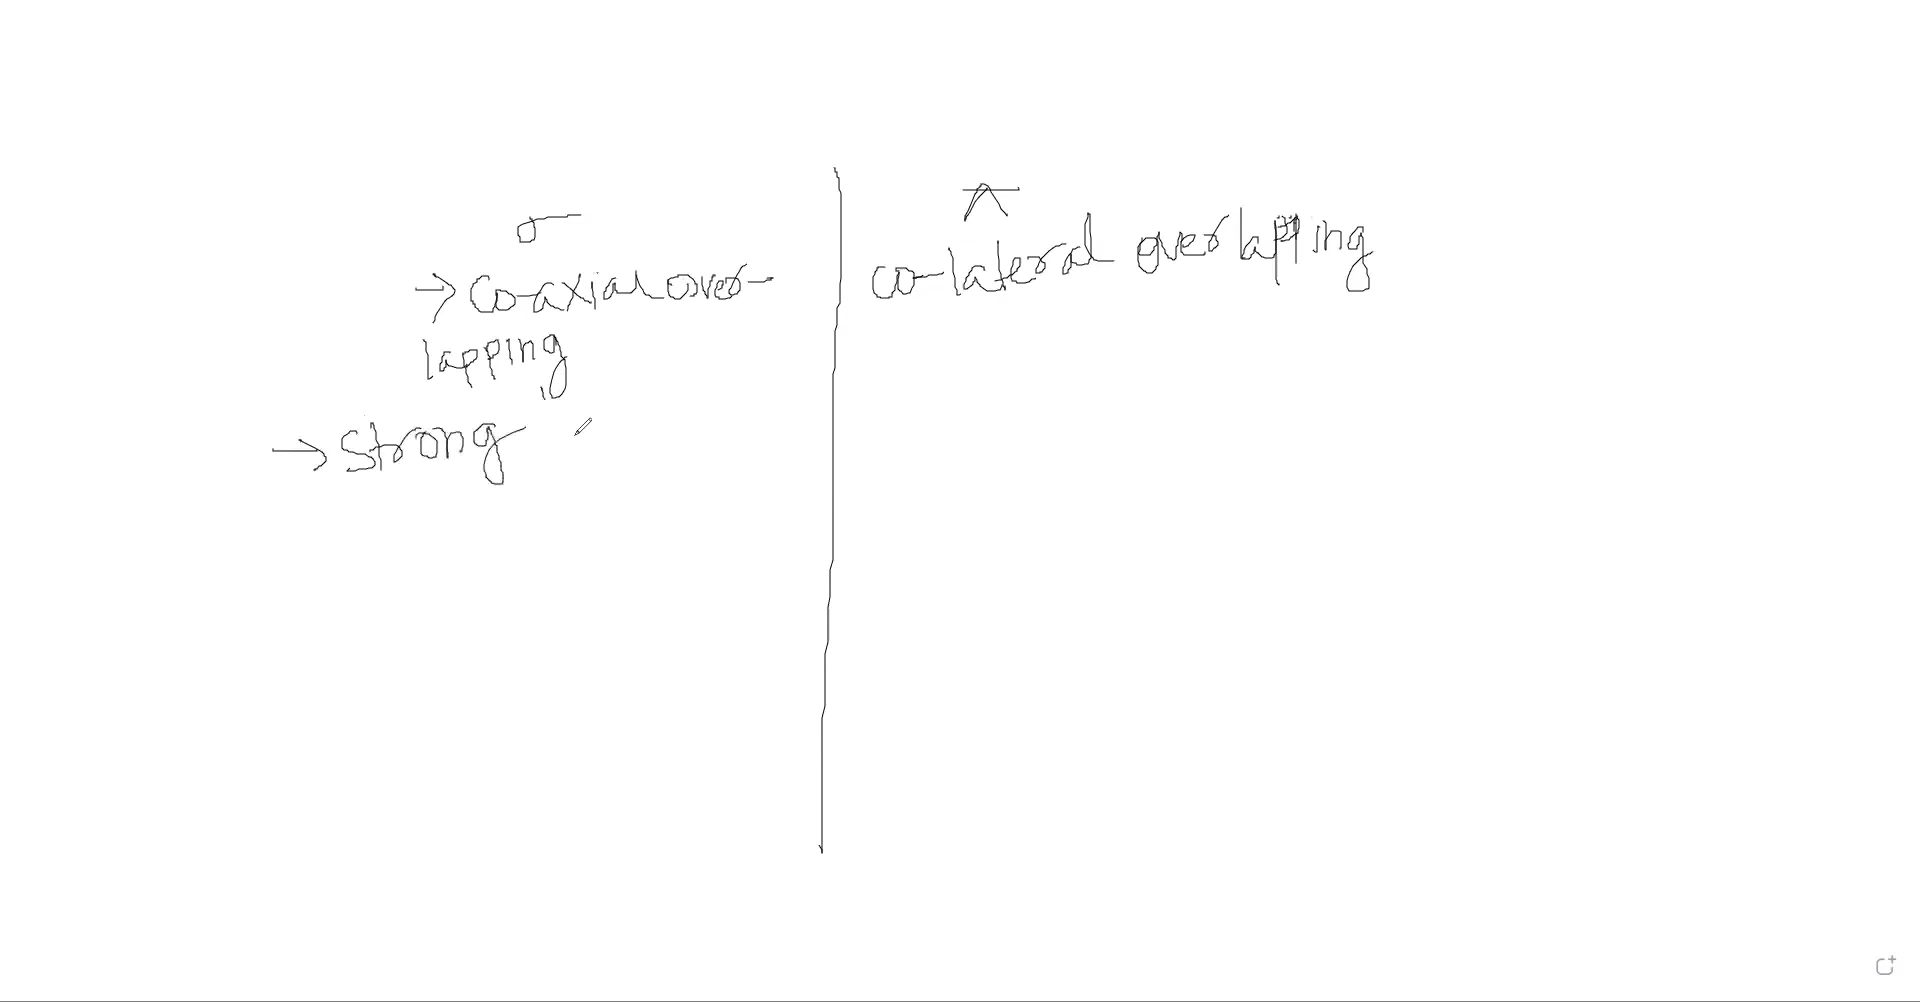 σ
→ Co-axial over-
lapping
→ Strong
π
co-lateral overlapping